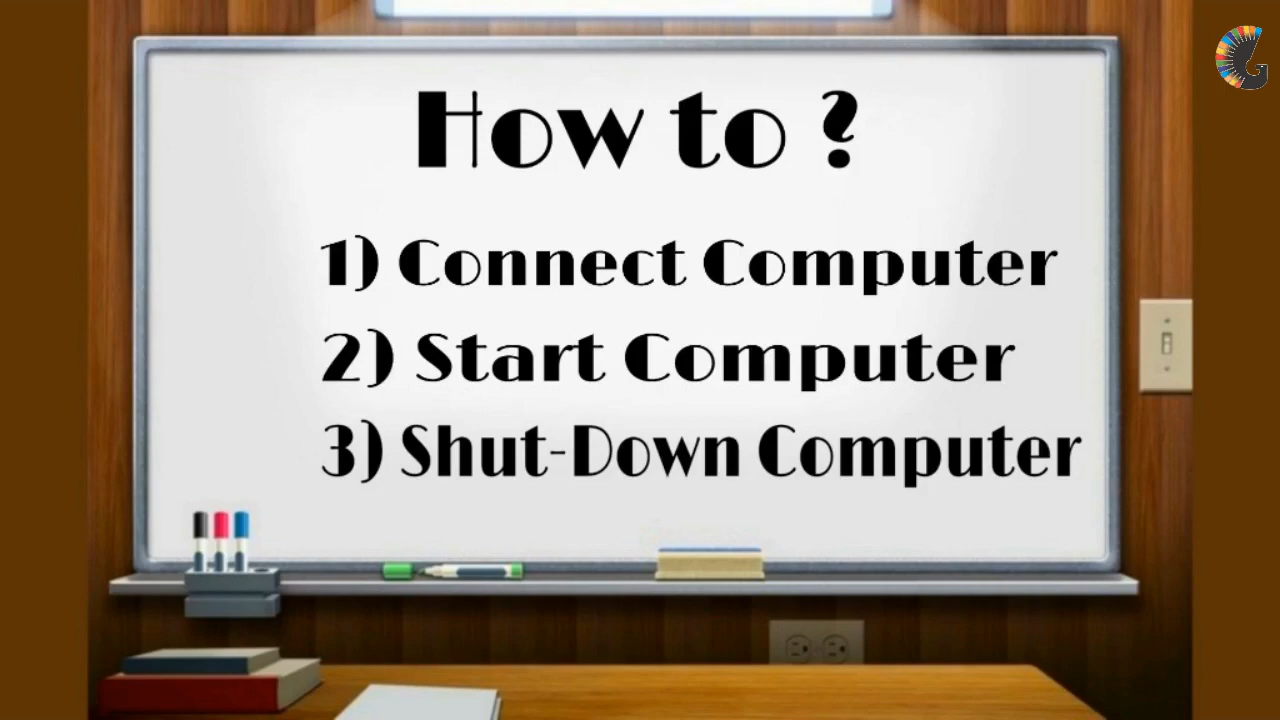 How to ?
1) Connect Computer
2) Start Computer
3) Shut-Down Computer